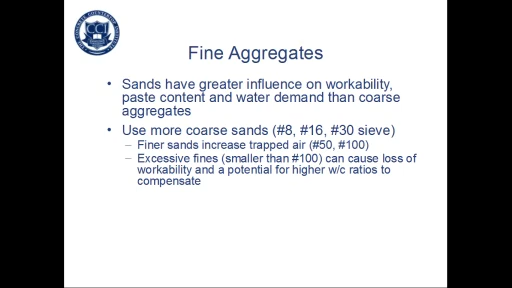 CCI
Fine Aggregates
• Sands have greater influence on workability,
paste content and water demand than coarse
aggregates
• Use more coarse sands (#8, #16, #30 sieve)
– Finer sands increase trapped air (#50, #100)
– Excessive fines (smaller than #100) can cause loss of
workability and a potential for higher w/c ratios to
compensate